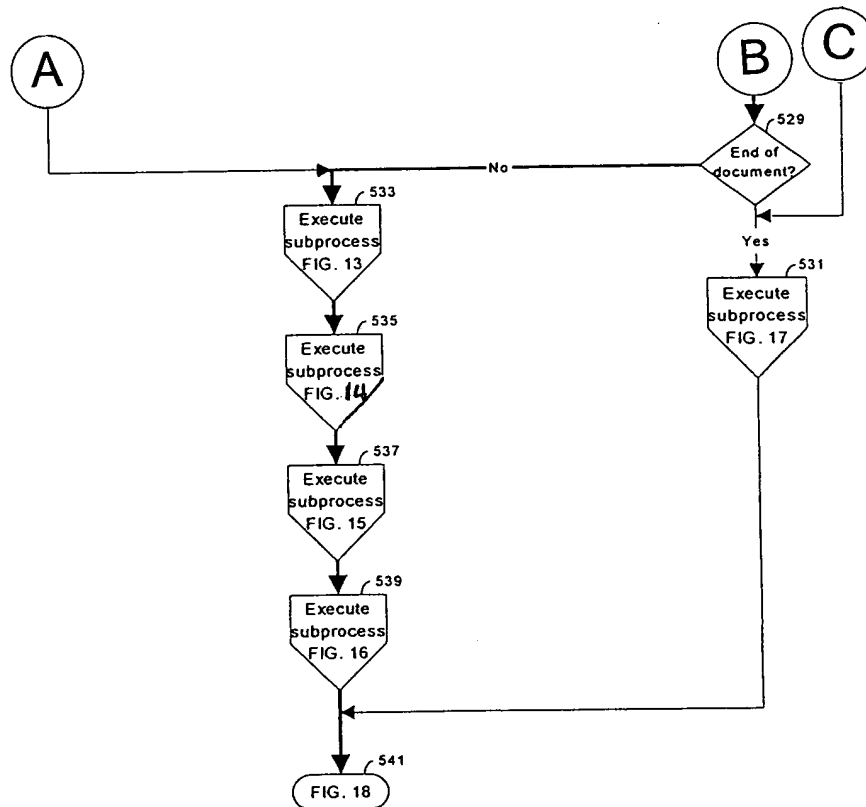 A
B
C
529
End of
document?
No
Yes
533
Execute
subprocess
FIG. 13
531
Execute
subprocess
FIG. 17
535
Execute
subprocess
FIG. 14
537
Execute
subprocess
FIG. 15
539
Execute
subprocess
FIG. 16
541
FIG. 18